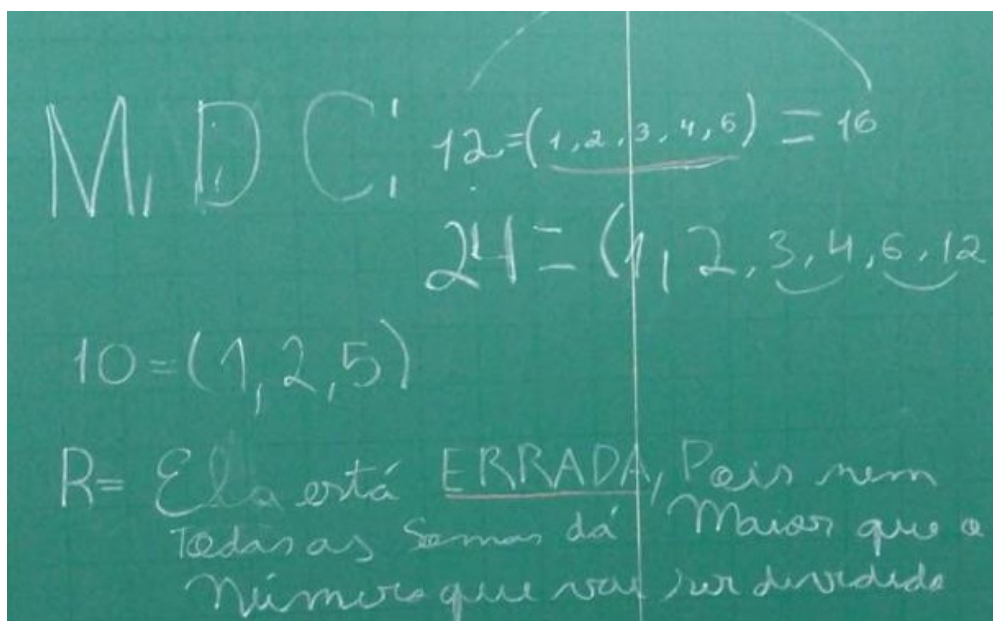 M.D.C: 12=(1,2,3,4,6) = 16
24=(1,2,3,4,6,12
10=(1,2,5)
R= Ela está ERRADA, Pois nem
Todas as Somas dá Maior que o
Número que vai ser dividido